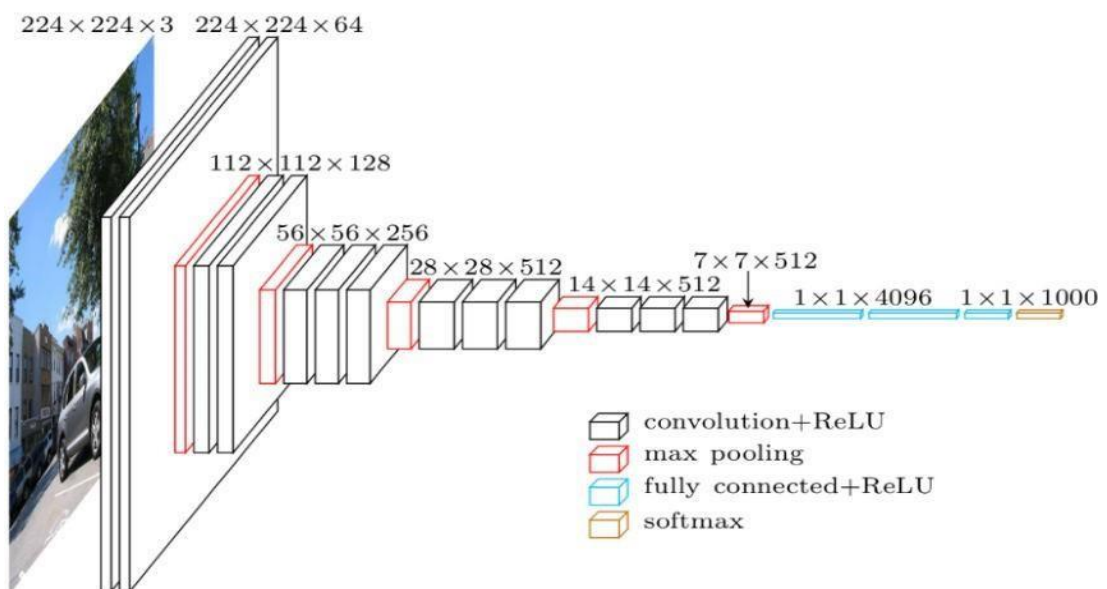 224×224×3
224×224×64
112×112×128
56×56×256
28×28×512
14×14×512
7×7×512
1×1×4096
1×1×1000
convolution+ReLU
max pooling
fully connected+ReLU
softmax